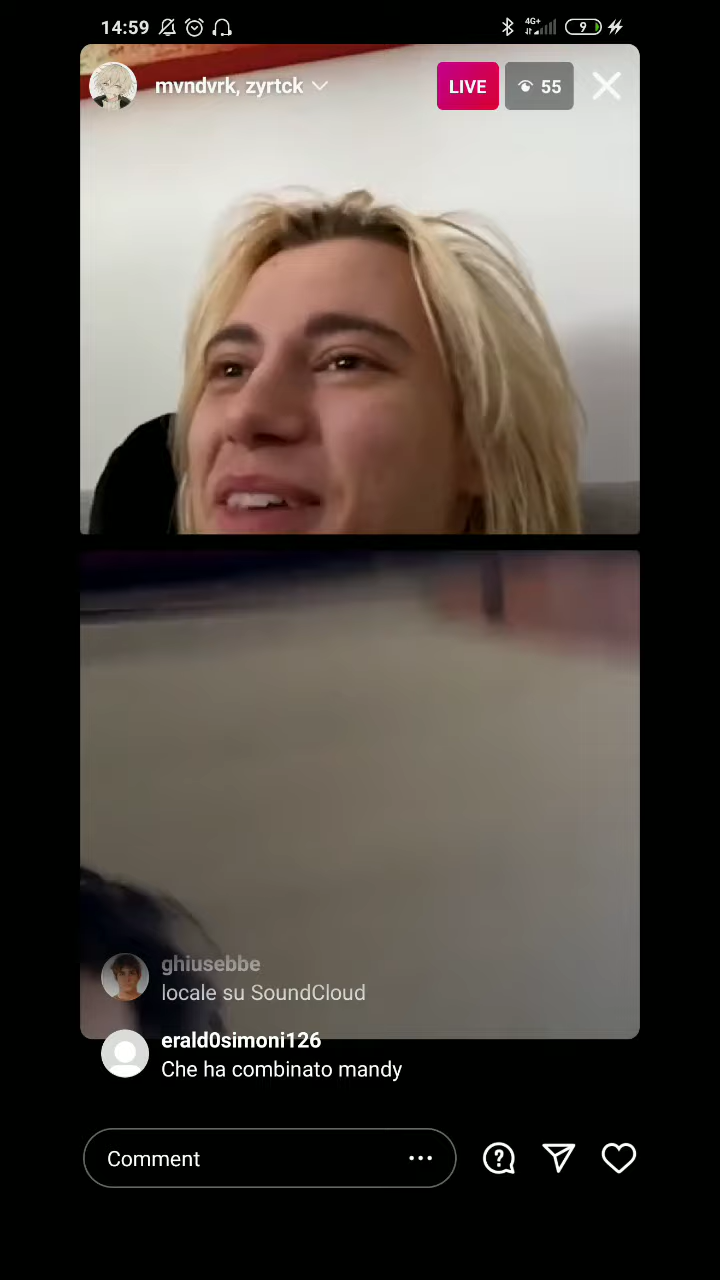 14:59 4G+ 9
mvndvrk, zyrtck LIVE 55
ghiusebbe
locale su SoundCloud
erald0simoni126
Che ha combinato mandy
Comment